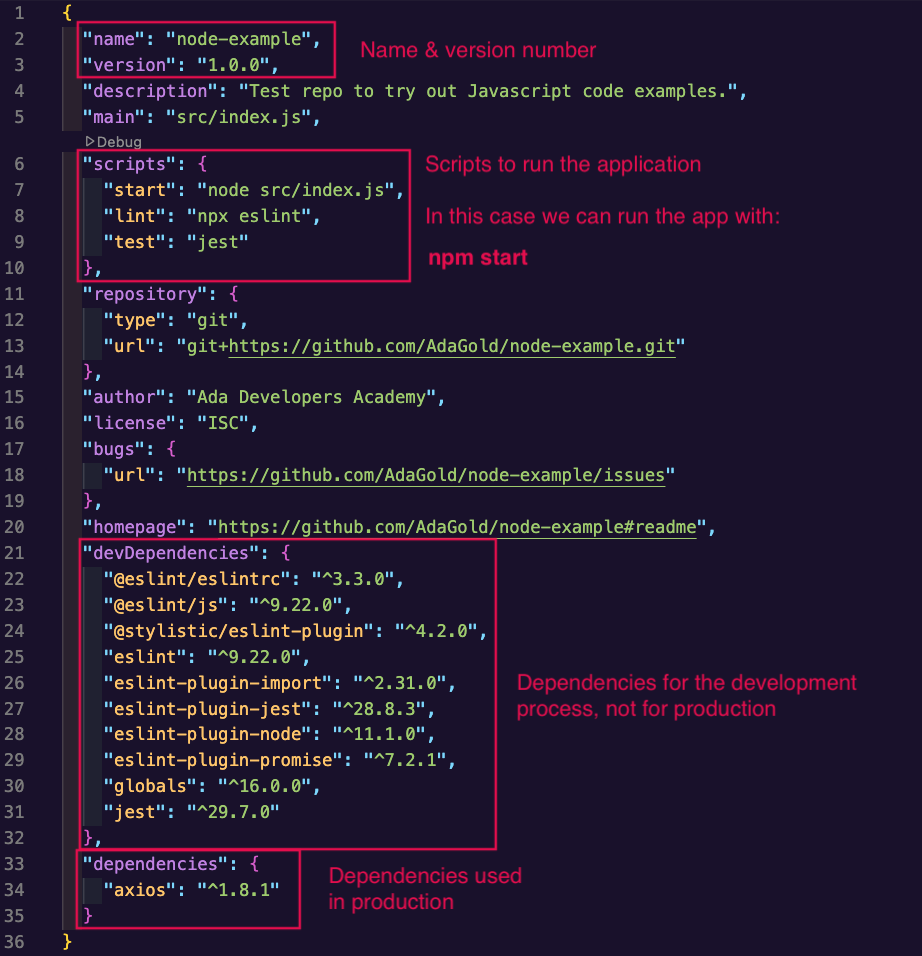 1 {
2 "name": "node-example",
3 "version": "1.0.0",
Name & version number
4 "description": "Test repo to try out Javascript code examples.",
5 "main": "src/index.js",
Debug
6 "scripts": {
Scripts to run the application
7 "start": "node src/index.js",
8 "lint": "npx eslint",
In this case we can run the app with:
9 "test": "jest"
npm start
10 },
11 "repository": {
12 "type": "git",
13 "url": "git+https://github.com/AdaGold/node-example.git"
14 },
15 "author": "Ada Developers Academy",
16 "license": "ISC",
17 "bugs": {
18 "url": "https://github.com/AdaGold/node-example/issues"
19 },
20 "homepage": "https://github.com/AdaGold/node-example#readme",
21 "devDependencies": {
22 "@eslint/eslintrc": "^3.3.0",
23 "@eslint/js": "^9.22.0",
24 "@stylistic/eslint-plugin": "^4.2.0",
25 "eslint": "^9.22.0",
26 "eslint-plugin-import": "^2.31.0",
27 "eslint-plugin-jest": "^28.8.3",
28 "eslint-plugin-node": "^11.1.0",
29 "eslint-plugin-promise": "^7.2.1",
30 "globals": "^16.0.0",
31 "jest": "^29.7.0"
32 },
Dependencies for the development
process, not for production
33 "dependencies": {
34 "axios": "^1.8.1"
35 }
Dependencies used
in production
36 }